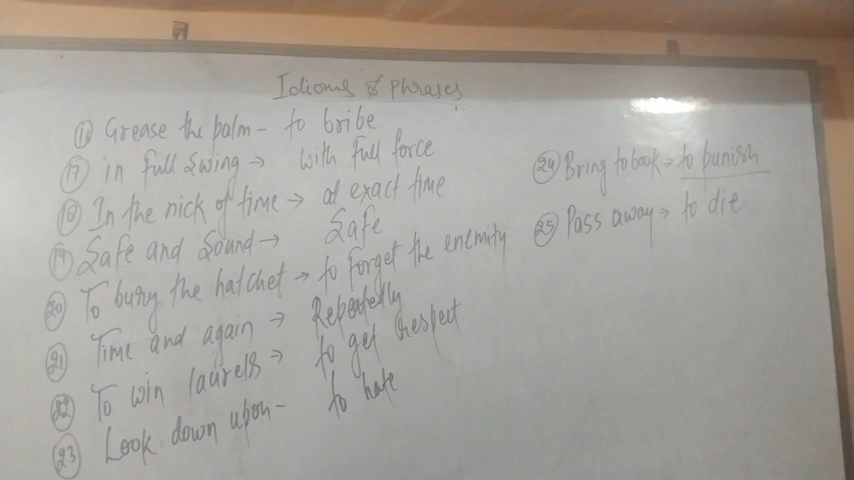 Idioms & Phrases
16 Grease the palm - to bribe
17 in full swing → with full force
18 In the nick of time → at exact time
19 Safe and Sound → Safe
20 To bury the hatchet → to forget the enemity
21 Time and again → Repeatedly
22 To win laurels → to get respect
23 Look down upon - to hate
24 Bring to book → to punish
25 Pass away → to die